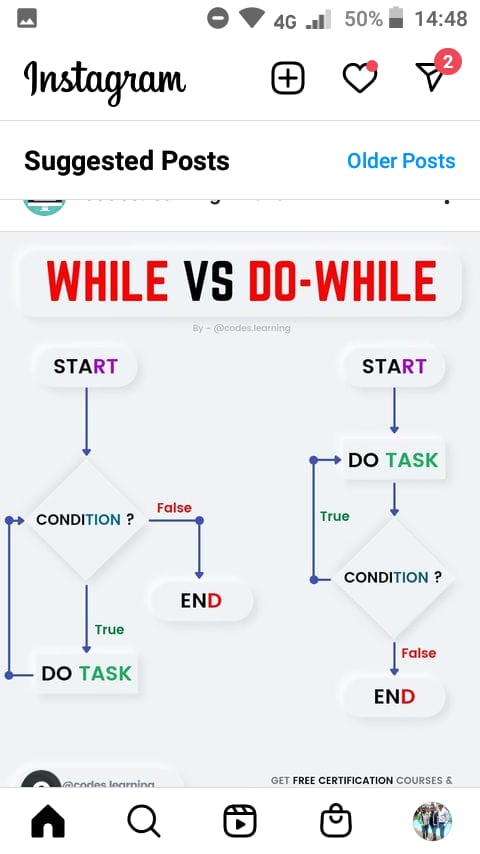 4G 50% 14:48
Instagram
2
Suggested Posts Older Posts
WHILE VS DO-WHILE
By - @codes.learning
START
CONDITION ?
False
END
True
DO TASK
START
DO TASK
True
CONDITION ?
False
END
@codes.learning
GET FREE CERTIFICATION COURSES &